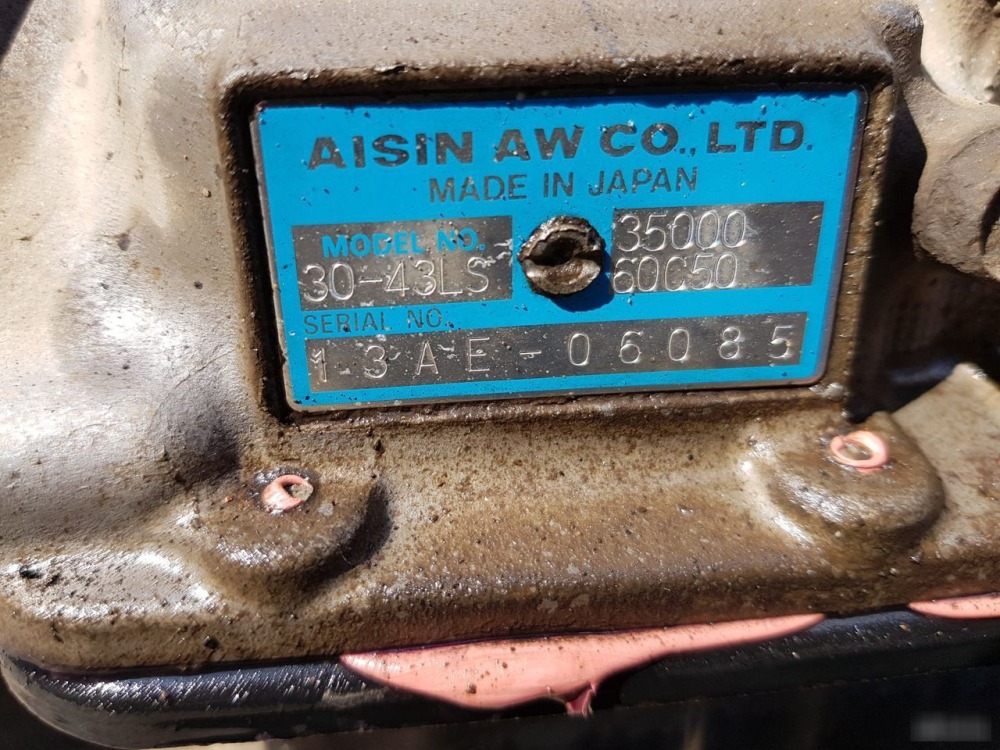 AISIN AW CO., LTD.
MADE IN JAPAN
MODEL NO.
30-43LS
35000
60C50
SERIAL NO.
13AE-06085